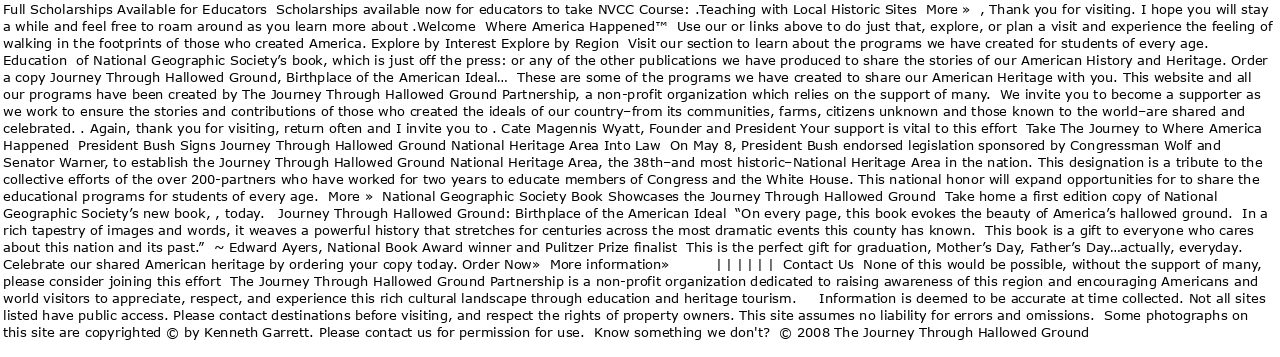 Full Scholarships Available for Educators  Scholarships available now for educators to take NVCC Course: .Teaching with Local Historic Sites  More »  , Thank you for visiting. I hope you will stay
a while and feel free to roam around as you learn more about .Welcome  Where America Happened™  Use our or links above to do just that, explore, or plan a visit and experience the feeling of
walking in the footprints of those who created America. Explore by Interest Explore by Region  Visit our section to learn about the programs we have created for students of every age.
Education  of National Geographic Society’s book, which is just off the press: or any of the other publications we have produced to share the stories of our American History and Heritage. Order
a copy Journey Through Hallowed Ground, Birthplace of the American Ideal…  These are some of the programs we have created to share our American Heritage with you. This website and all
our programs have been created by The Journey Through Hallowed Ground Partnership, a non-profit organization which relies on the support of many.  We invite you to become a supporter as
we work to ensure the stories and contributions of those who created the ideals of our country–from its communities, farms, citizens unknown and those known to the world–are shared and
celebrated. . Again, thank you for visiting, return often and I invite you to . Cate Magennis Wyatt, Founder and President Your support is vital to this effort  Take The Journey to Where America
Happened  President Bush Signs Journey Through Hallowed Ground National Heritage Area Into Law  On May 8, President Bush endorsed legislation sponsored by Congressman Wolf and
Senator Warner, to establish the Journey Through Hallowed Ground National Heritage Area, the 38th–and most historic–National Heritage Area in the nation. This designation is a tribute to the
collective efforts of the over 200-partners who have worked for two years to educate members of Congress and the White House. This national honor will expand opportunities for to share the
educational programs for students of every age.  More »  National Geographic Society Book Showcases the Journey Through Hallowed Ground  Take home a first edition copy of National
Geographic Society’s new book, , today.   Journey Through Hallowed Ground: Birthplace of the American Ideal  “On every page, this book evokes the beauty of America’s hallowed ground.  In a
rich tapestry of images and words, it weaves a powerful history that stretches for centuries across the most dramatic events this county has known.  This book is a gift to everyone who cares
about this nation and its past.”  ~ Edward Ayers, National Book Award winner and Pulitzer Prize finalist  This is the perfect gift for graduation, Mother’s Day, Father’s Day…actually, everyday.
Celebrate our shared American heritage by ordering your copy today. Order Now»  More information»          | | | | | |  Contact Us  None of this would be possible, without the support of many,
please consider joining this effort  The Journey Through Hallowed Ground Partnership is a non-profit organization dedicated to raising awareness of this region and encouraging Americans and
world visitors to appreciate, respect, and experience this rich cultural landscape through education and heritage tourism.     Information is deemed to be accurate at time collected. Not all sites
listed have public access. Please contact destinations before visiting, and respect the rights of property owners. This site assumes no liability for errors and omissions.  Some photographs on
this site are copyrighted © by Kenneth Garrett. Please contact us for permission for use.  Know something we don't?  © 2008 The Journey Through Hallowed Ground